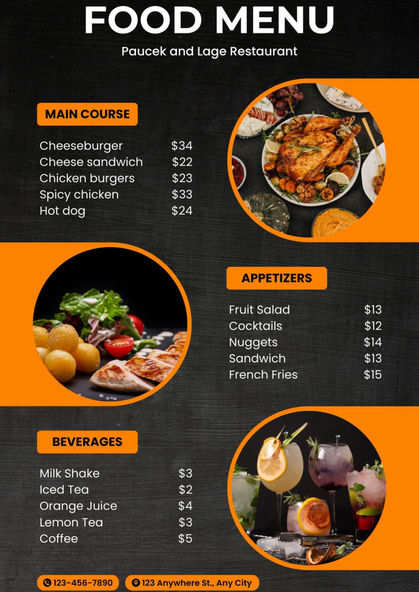 FOOD MENU
Paucek and Lage Restaurant
MAIN COURSE
Cheeseburger $34
Cheese sandwich $22
Chicken burgers $23
Spicy chicken $33
Hot dog $24
APPETIZERS
Fruit Salad $13
Cocktails $12
Nuggets $14
Sandwich $13
French Fries $15
BEVERAGES
Milk Shake $3
Iced Tea $2
Orange Juice $4
Lemon Tea $3
Coffee $5
123-456-7890 123 Anywhere St., Any City